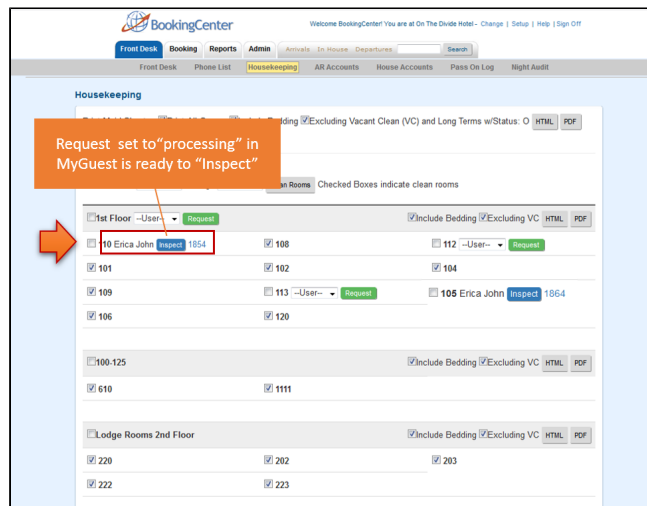 BookingCenter
Welcome BookingCenter! You are at On The Divide Hotel - Change | Setup | Help | Sign Off
Front Desk Booking Reports Admin Arrivals In House Departures Search
Front Desk Phone List Housekeeping AR Accounts House Accounts Pass On Log Night Audit
Housekeeping
Bedding Excluding Vacant Clean (VC) and Long Terms w/Status: O HTML PDF
Request set to"processing" in
MyGuest is ready to "Inspect"
Rooms Checked Boxes indicate clean rooms
1st Floor --User-- Request Include Bedding Excluding VC HTML PDF
110 Erica John Inspect 1854 108 112 --User-- Request
101 102 104
109 113 --User-- Request 105 Erica John Inspect 1864
106 120
100-125 Include Bedding Excluding VC HTML PDF
610 1111
Lodge Rooms 2nd Floor Include Bedding Excluding VC HTML PDF
220 202 203
222 223